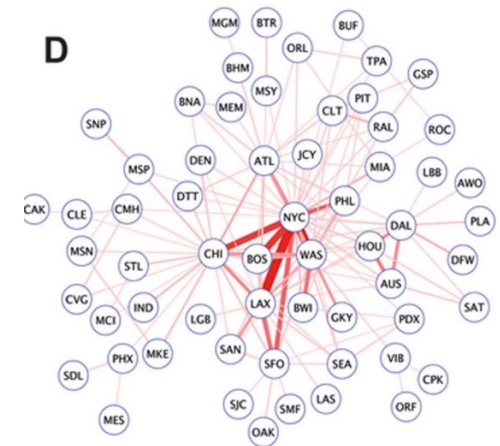 D
MGM
BTR
BUF
ORL
TPA
BHM
GSP
MSY
PIT
BNA
MEM
CLT
RAL
ROC
SNP
JCY
DEN
ATL
MIA
MSP
LBB
AWO
DTT
PHL
CAK
CLE
CMH
NYC
PLA
DAL
HOU
MSN
CHI
BOS
WAS
DFW
STL
AUS
CVG
IND
LAX
BWI
SAT
MCI
LGB
GKY
PDX
SAN
MKE
PHX
SFO
SEA
VIB
SDL
CPK
LAS
SJC
SMF
ORF
MES
OAK